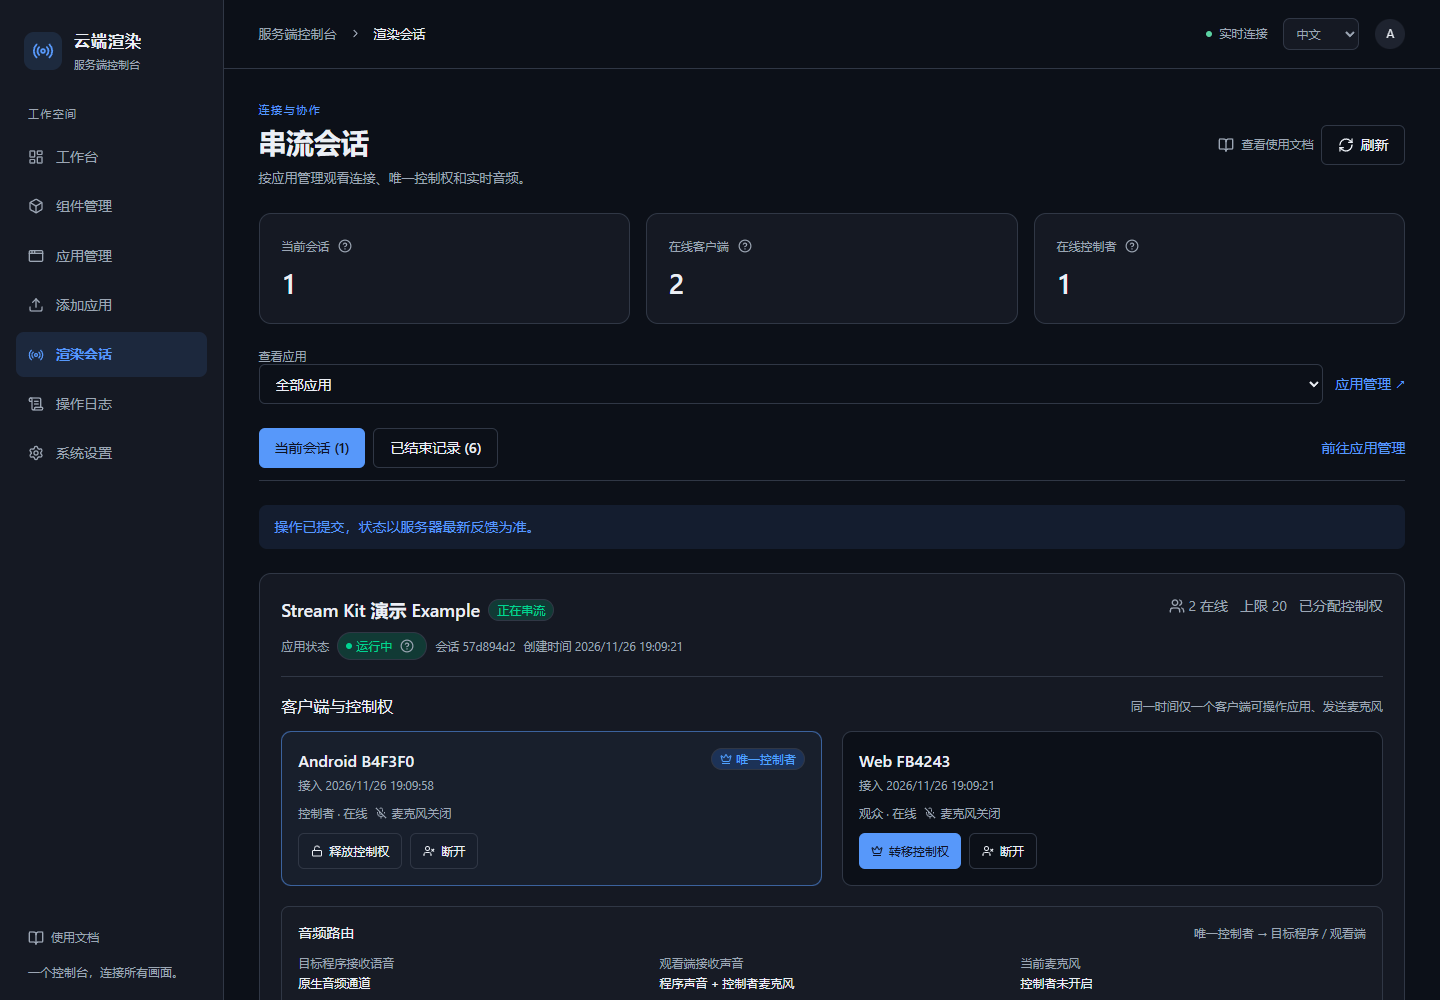 云端渲染
服务端控制台
工作空间
工作台
组件管理
应用管理
添加应用
渲染会话
操作日志
系统设置
使用文档
一个控制台，连接所有画面。
服务端控制台 > 渲染会话
实时连接
中文
A
连接与协作
串流会话
按应用管理观看连接、唯一控制权和实时音频。
查看使用文档
刷新
当前会话 ?
1
在线客户端 ?
2
在线控制者 ?
1
查看应用
全部应用
应用管理 ↗
当前会话 (1)
已结束记录 (6)
前往应用管理
操作已提交，状态以服务器最新反馈为准。
Stream Kit 演示 Example 正在串流
2 在线 上限 20 已分配控制权
应用状态 运行中 ? 会话 57d894d2 创建时间 2026/11/26 19:09:21
客户端与控制权
同一时间仅一个客户端可操作应用、发送麦克风
Android B4F3F0
唯一控制者
接入 2026/11/26 19:09:58
控制者 · 在线 麦克风关闭
释放控制权
断开
Web FB4243
接入 2026/11/26 19:09:21
观众 · 在线 麦克风关闭
转移控制权
断开
音频路由
唯一控制者 → 目标程序 / 观看端
目标程序接收语音
原生音频通道
观看端接收声音
程序声音 + 控制者麦克风
当前麦克风
控制者未开启